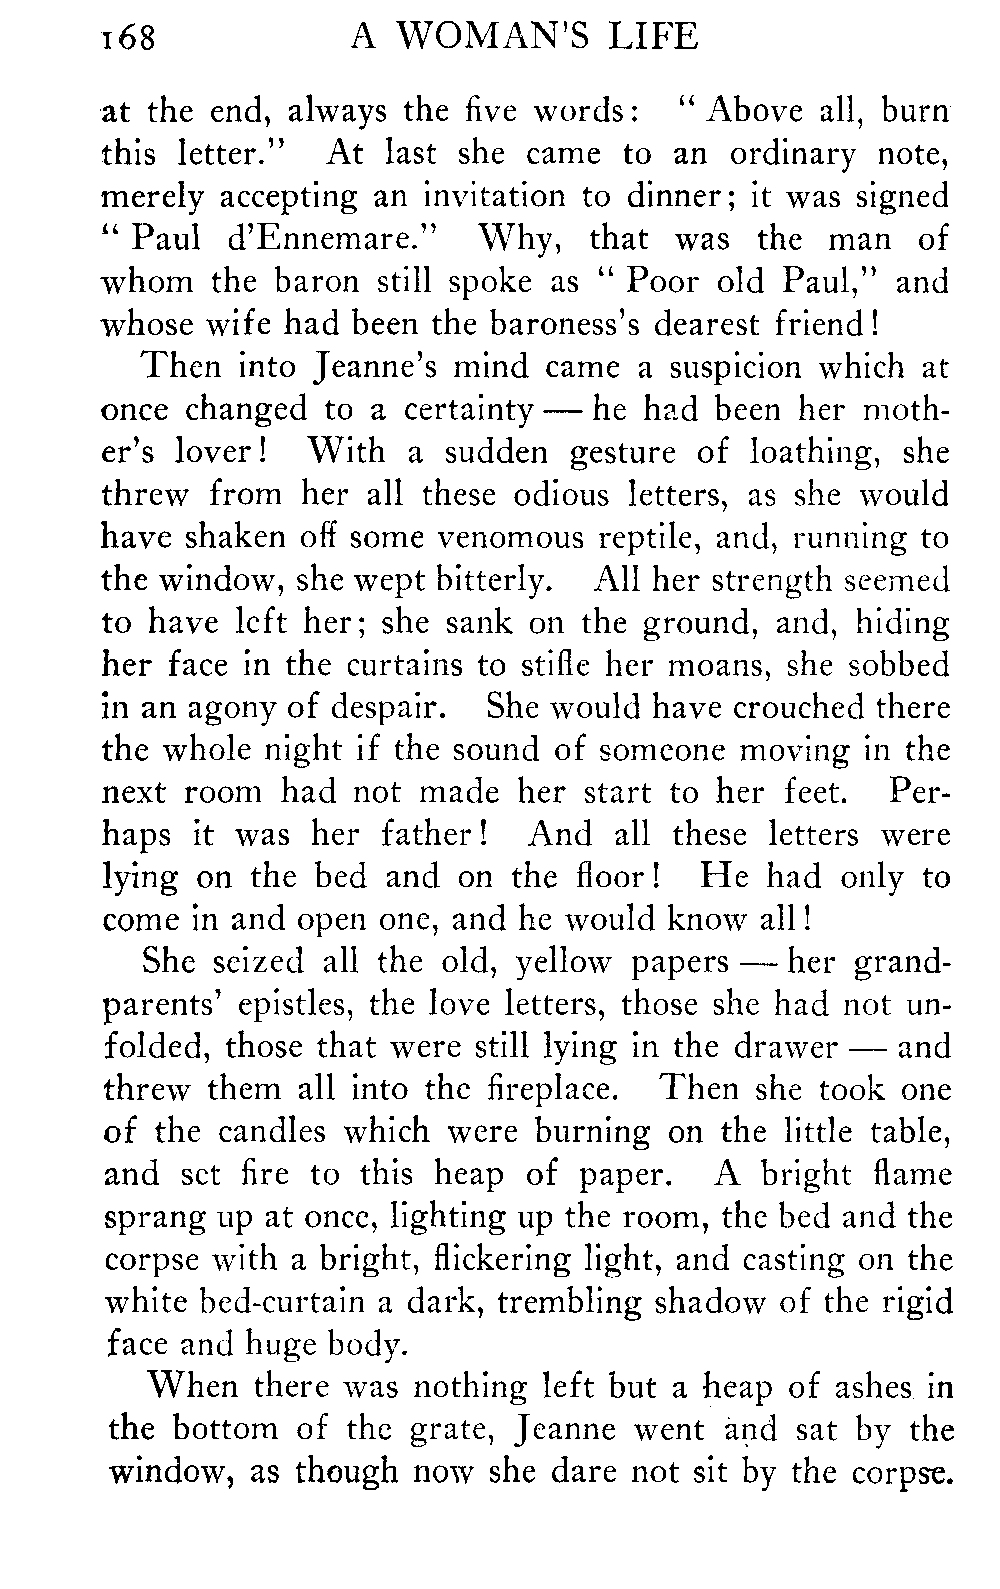 168 A WOMAN'S LIFE
at the end, always the five words: " Above all, burn
this letter." At last she came to an ordinary note,
merely accepting an invitation to dinner; it was signed
" Paul d'Ennemare." Why, that was the man of
whom the baron still spoke as " Poor old Paul," and
whose wife had been the baroness's dearest friend!
Then into Jeanne's mind came a suspicion which at
once changed to a certainty — he had been her moth-
er's lover! With a sudden gesture of loathing, she
threw from her all these odious letters, as she would
have shaken off some venomous reptile, and, running to
the window, she wept bitterly. All her strength seemed
to have left her; she sank on the ground, and, hiding
her face in the curtains to stifle her moans, she sobbed
in an agony of despair. She would have crouched there
the whole night if the sound of someone moving in the
next room had not made her start to her feet. Per-
haps it was her father! And all these letters were
lying on the bed and on the floor! He had only to
come in and open one, and he would know all!
She seized all the old, yellow papers — her grand-
parents' epistles, the love letters, those she had not un-
folded, those that were still lying in the drawer — and
threw them all into the fireplace. Then she took one
of the candles which were burning on the little table,
and set fire to this heap of paper. A bright flame
sprang up at once, lighting up the room, the bed and the
corpse with a bright, flickering light, and casting on the
white bed-curtain a dark, trembling shadow of the rigid
face and huge body.
When there was nothing left but a heap of ashes in
the bottom of the grate, Jeanne went and sat by the
window, as though now she dare not sit by the corpse.